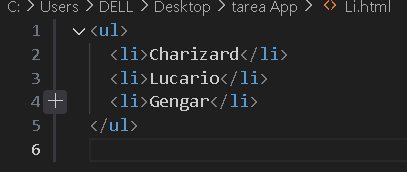 C: > Users > DELL > Desktop > tarea App > <> Li.html
1 <ul>
2 <li>Charizard</li>
3 <li>Lucario</li>
4 <li>Gengar</li>
5 </ul>
6